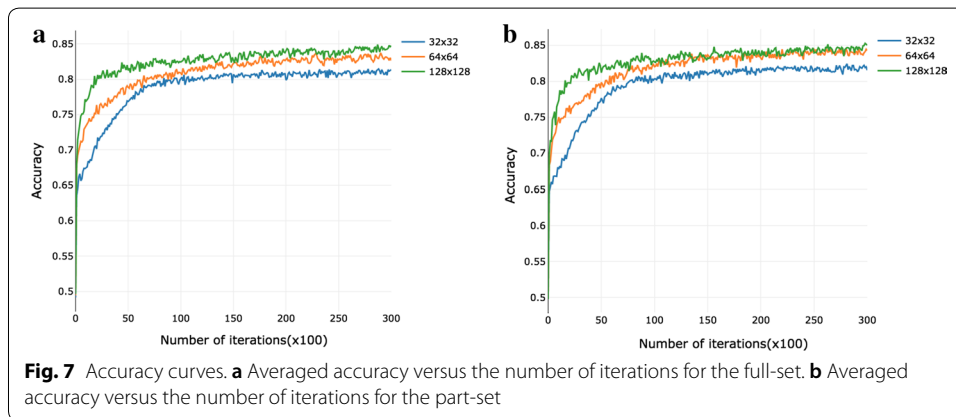 a
0.85
0.8
0.75
0.7
0.65
0.6
0.55
0.5
Accuracy
0 50 100 150 200 250 300
Number of iterations(x100)
32x32
64x64
128x128
b
0.85
0.8
0.75
0.7
0.65
0.6
0.55
0.5
Accuracy
0 50 100 150 200 250 300
Number of iterations(x100)
32x32
64x64
128x128
Fig. 7 Accuracy curves. a Averaged accuracy versus the number of iterations for the full-set. b Averaged
accuracy versus the number of iterations for the part-set